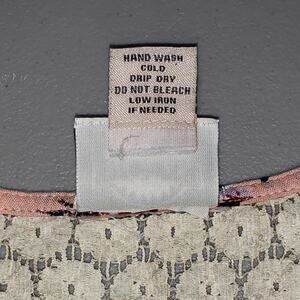 HAND WASH
COLD
DRIP DRY
DO NOT BLEACH
LOW IRON
IF NEEDED